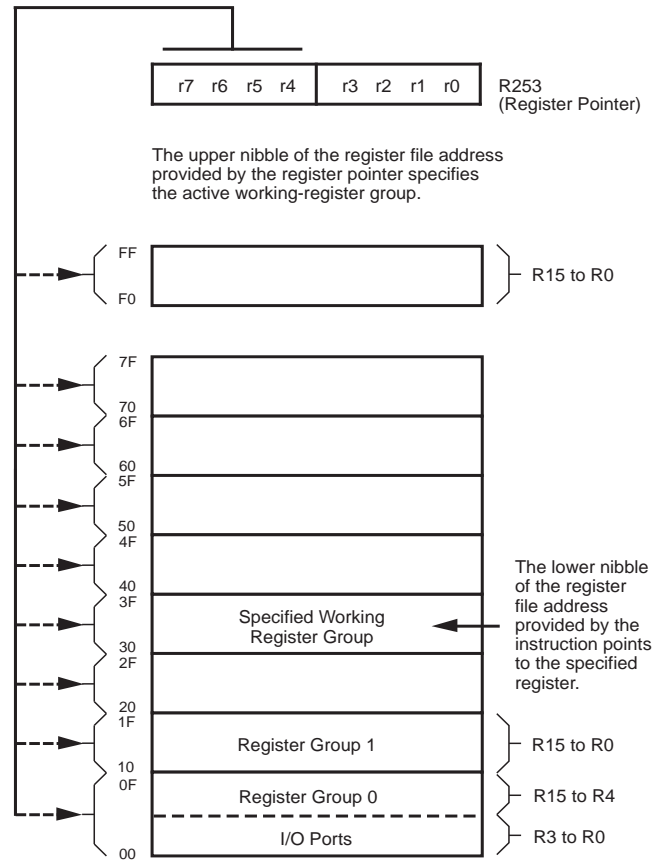 r7 r6 r5 r4 r3 r2 r1 r0
R253
(Register Pointer)
The upper nibble of the register file address
provided by the register pointer specifies
the active working-register group.
FF
F0
R15 to R0
7F
70
6F
60
5F
50
4F
40
3F
Specified Working
Register Group
The lower nibble
of the register
file address
provided by the
instruction points
to the specified
register.
30
2F
20
1F
Register Group 1
R15 to R0
10
0F
Register Group 0
R15 to R4
I/O Ports
R3 to R0
00